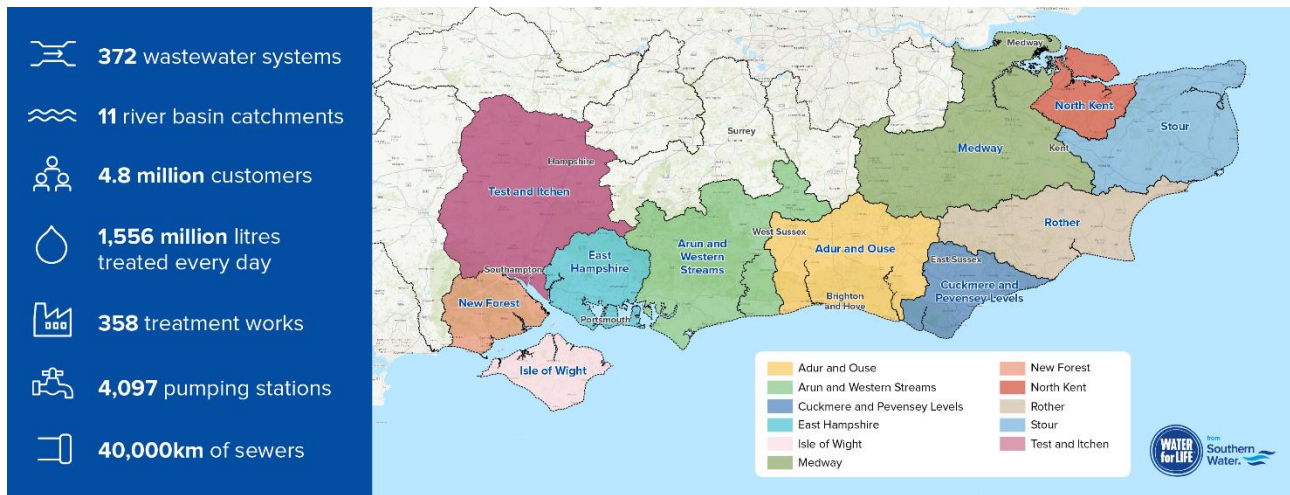 372 wastewater systems
11 river basin catchments
4.8 million customers
1,556 million litres
treated every day
358 treatment works
4,097 pumping stations
40,000km of sewers
Medway
North Kent
Stour
Kent
Medway
Surrey
Hampshire
Test and Itchen
Rother
West Sussex
Arun and
Western
Streams
Adur and Ouse
East
Hampshire
East Sussex
Cuckmere and
Pevensey Levels
Southampton
New Forest
Brighton
and Hove
Portsmouth
Isle of Wight
Adur and Ouse
Arun and Western Streams
Cuckmere and Pevensey Levels
East Hampshire
Isle of Wight
Medway
New Forest
North Kent
Rother
Stour
Test and Itchen
WATER
for LIFE
from
Southern
Water.